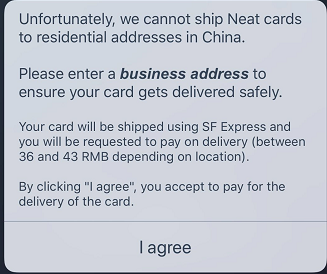 Unfortunately, we cannot ship Neat cards
to residential addresses in China.
Please enter a business address to
ensure your card gets delivered safely.
Your card will be shipped using SF Express and
you will be requested to pay on delivery (between
36 and 43 RMB depending on location).
By clicking "I agree", you accept to pay for the
delivery of the card.
I agree